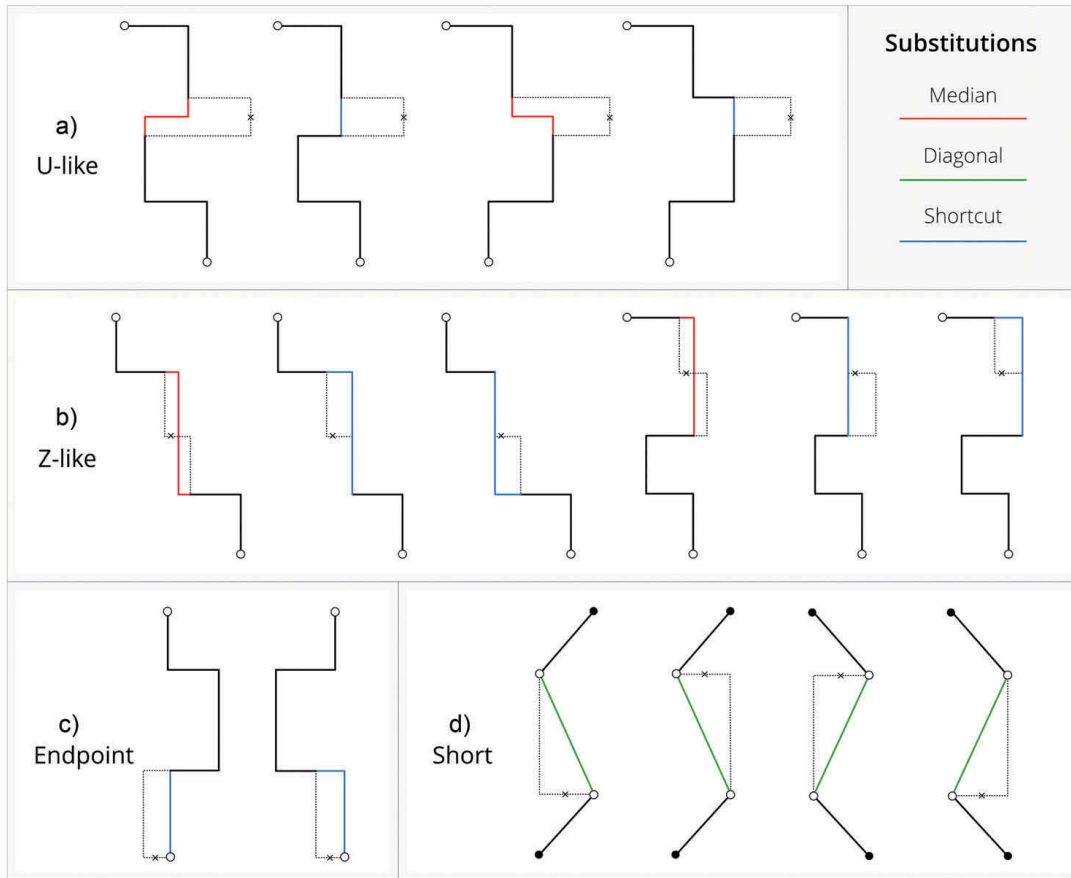 a)
U-like
Substitutions
Median
Diagonal
Shortcut
b)
Z-like
c)
Endpoint
d)
Short